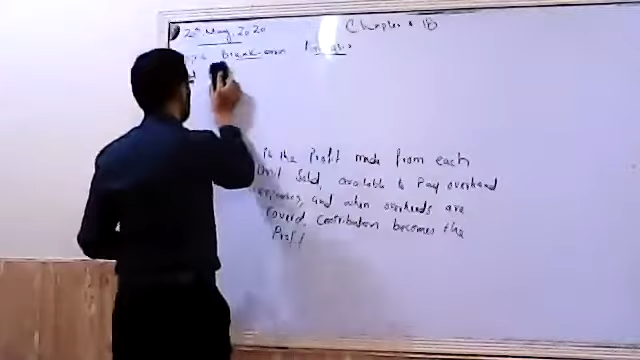 2nd May, 2020
Chapter # 18
Break-even
is the Profit made from each
Unit Sold, available to Pay overhead
expenses, and when overheads are
covered, contribution becomes the
Profit